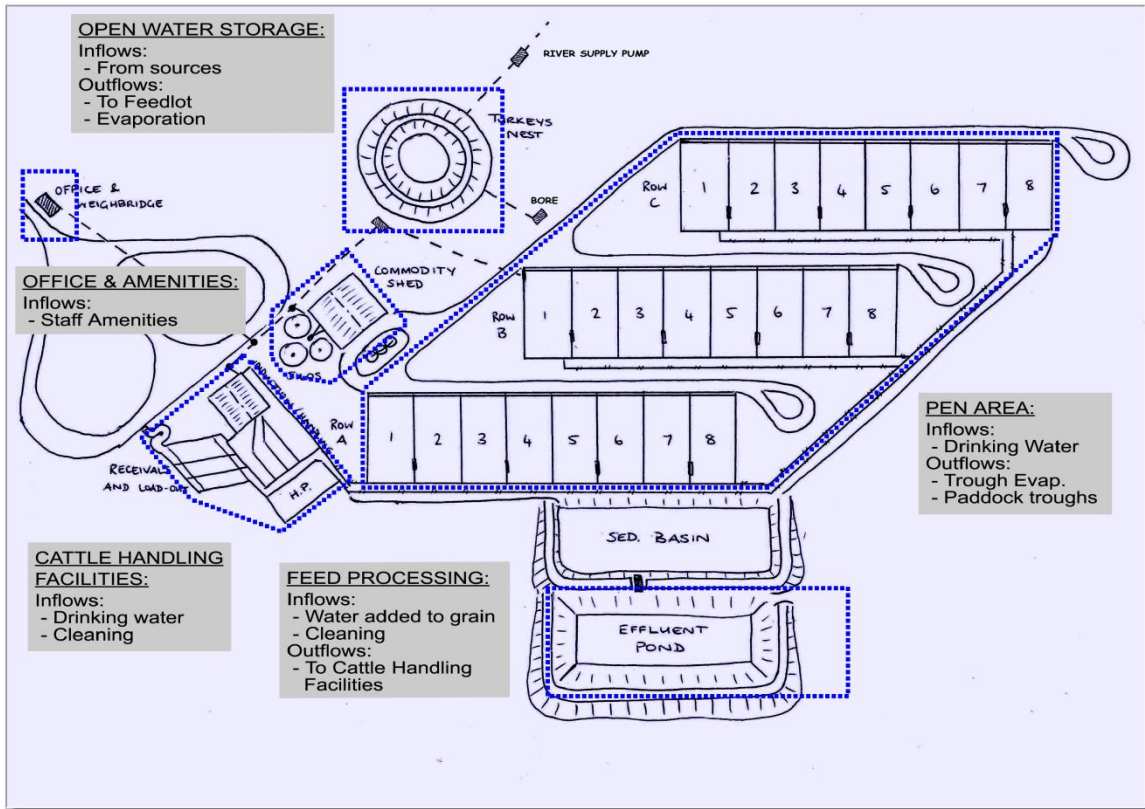 OPEN WATER STORAGE:
Inflows:
- From sources
Outflows:
- To Feedlot
- Evaporation
RIVER SUPPLY PUMP
TURKEYS
NEST
BORE
OFFICE &
WEIGHBRIDGE
OFFICE & AMENITIES:
Inflows:
- Staff Amenities
COMMODITY
SHED
SILOS
ROW
C
1 2 3 4 5 6 7 8
ROW
B
1 2 3 4 5 6 7 8
ROW
A
1 2 3 4 5 6 7 8
RECEIVAL
AND LOAD-OUT
H.P.
PEN AREA:
Inflows:
- Drinking Water
Outflows:
- Trough Evap.
- Paddock troughs
CATTLE HANDLING
FACILITIES:
Inflows:
- Drinking water
- Cleaning
FEED PROCESSING:
Inflows:
- Water added to grain
- Cleaning
Outflows:
- To Cattle Handling
Facilities
SED. BASIN
EFFLUENT
POND